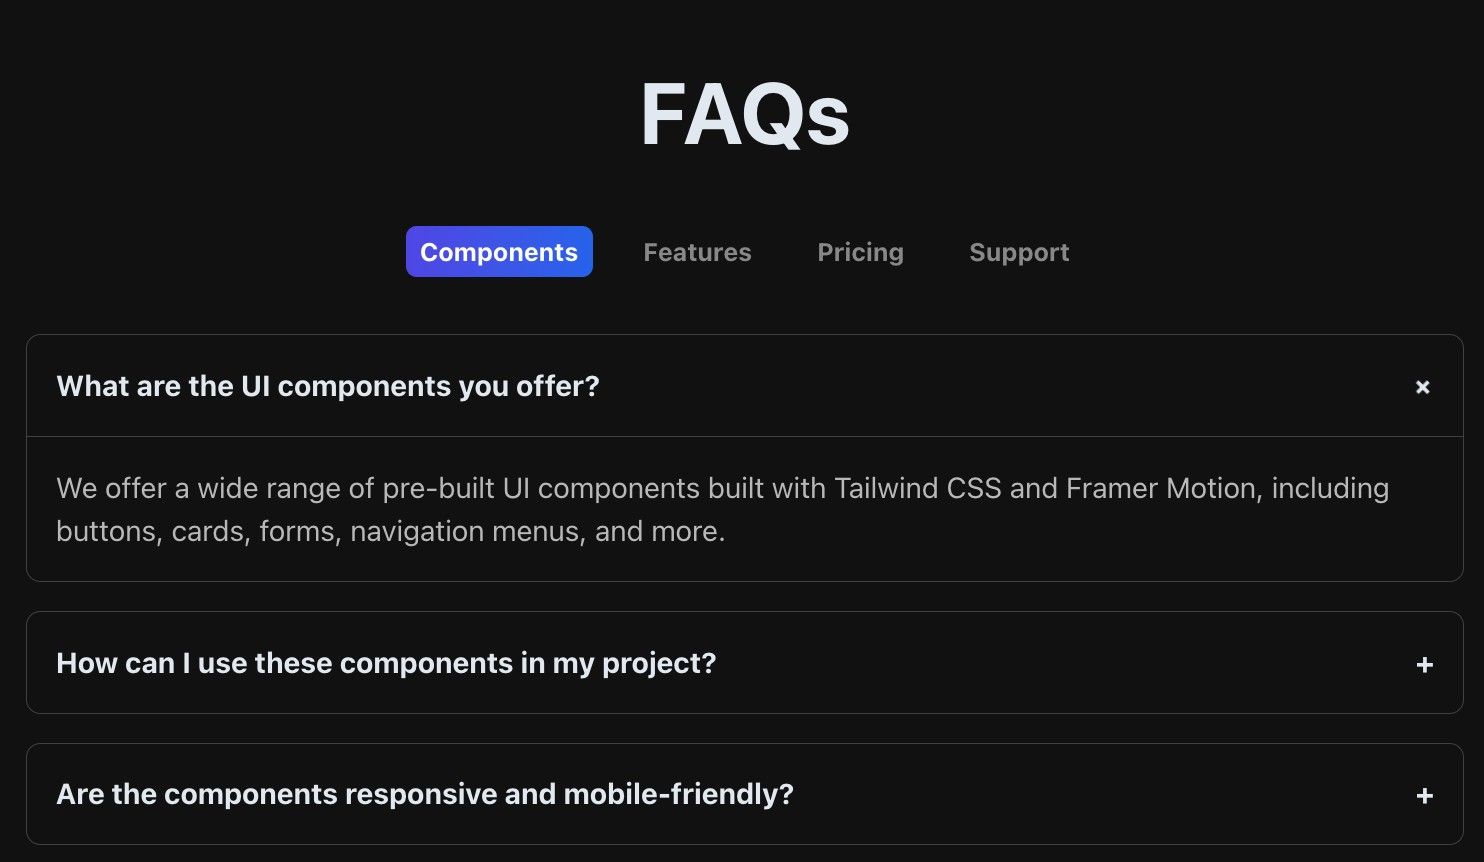 FAQs
Components Features Pricing Support
What are the UI components you offer? ×
We offer a wide range of pre-built UI components built with Tailwind CSS and Framer Motion, including
buttons, cards, forms, navigation menus, and more.
How can I use these components in my project? +
Are the components responsive and mobile-friendly? +